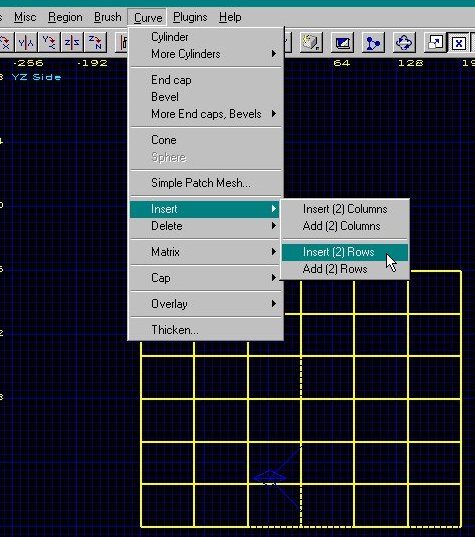 s Misc Region Brush Curve Plugins Help
X Y Z Z N
-256 -192 64 128 19
YZ Side
Cylinder
More Cylinders
End cap
Bevel
More End caps, Bevels
Cone
Sphere
Simple Patch Mesh...
Insert
Delete
Matrix
Cap
Overlay
Thicken...
Insert (2) Columns
Add (2) Columns
Insert (2) Rows
Add (2) Rows